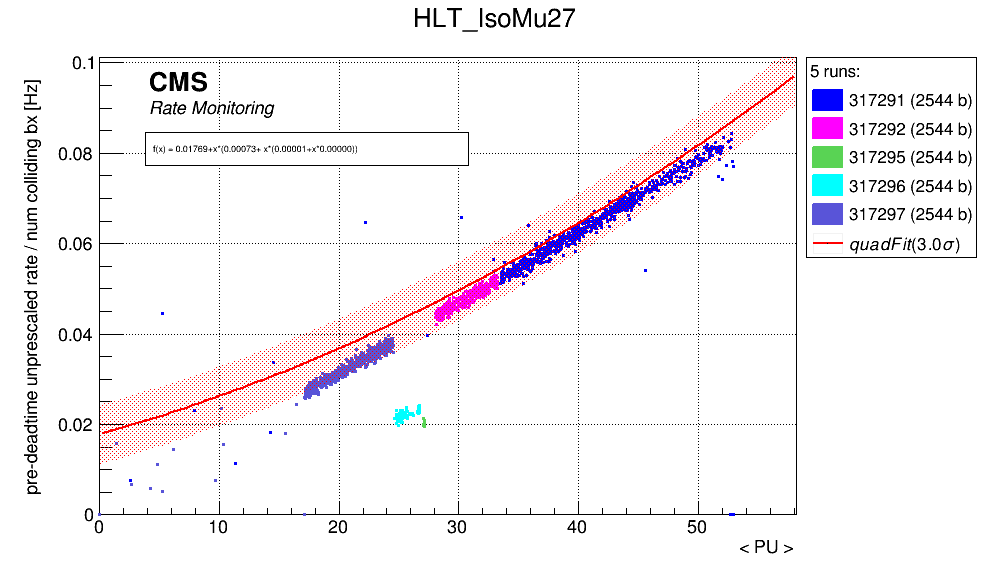 HLT_IsoMu27
pre-deadtime unprescaled rate / num colliding bx [Hz]
0.1
0.08
0.06
0.04
0.02
0
CMS
Rate Monitoring
f(x) = 0.01769+x*(0.00073+ x*(0.00001+x*0.00000))
0
10
20
30
40
50
< PU >
5 runs:
317291 (2544 b)
317292 (2544 b)
317295 (2544 b)
317296 (2544 b)
317297 (2544 b)
quadFit(3.0σ)